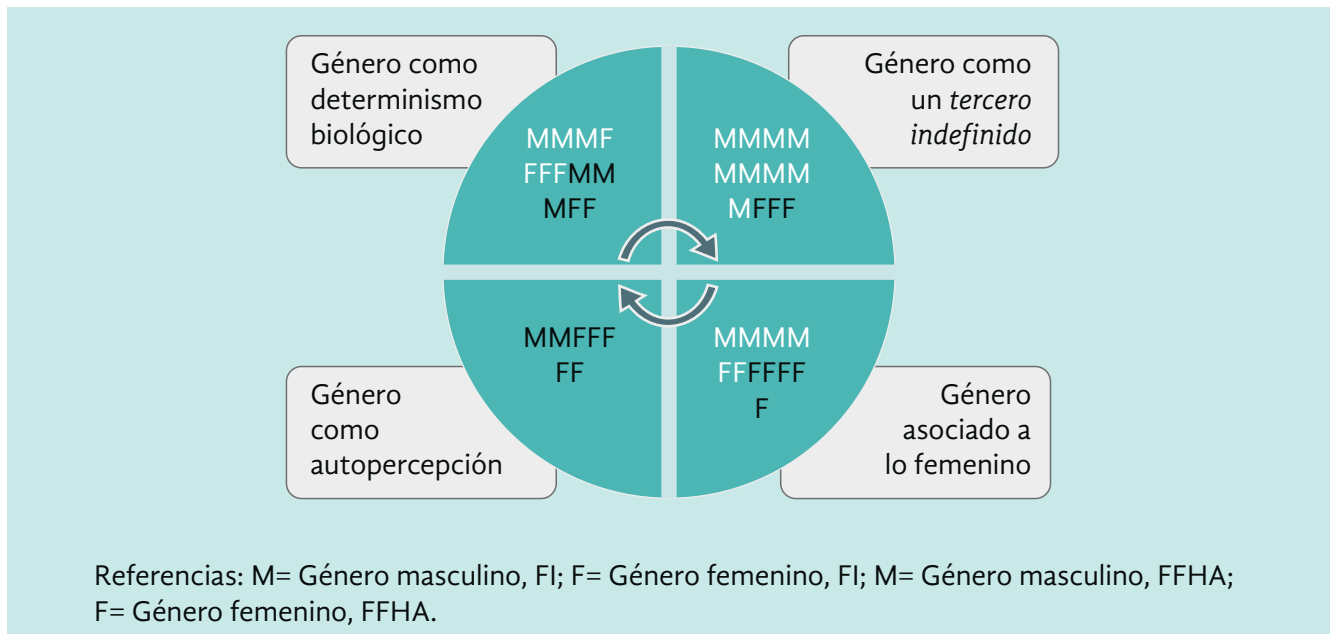 Género como
determinismo
biológico
Género como
un tercero
indefinido
MMMF
FFFMM
MFF
MMMM
MMMM
MFFF
MMFFF
FF
MMMM
FFFFFF
F
Género
como
autopercepción
Género
asociado a
lo femenino
Referencias: M= Género masculino, FI; F= Género femenino, FI; M= Género masculino, FFHA;
F= Género femenino, FFHA.